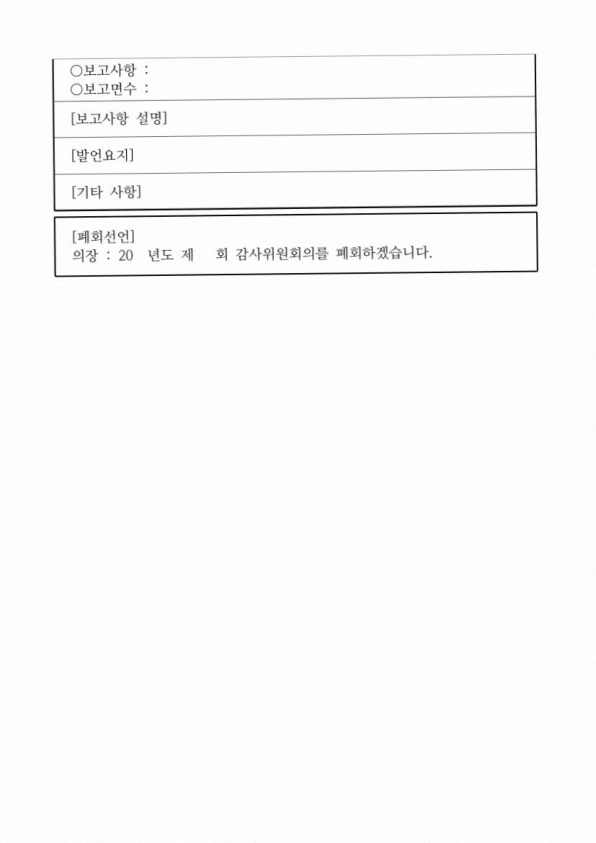 ○보고사항 :
○보고면수 :
[보고사항 설명]
[발언요지]
[기타 사항]
[폐회선언]
의장 : 20 년도 제 회 감사위원회의를 폐회하겠습니다.